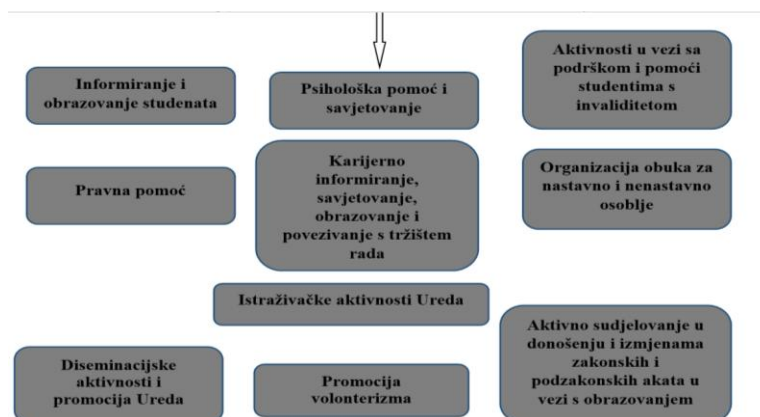 Informiranje i
obrazovanje studenata
Psihološka pomoć i
savjetovanje
Aktivnosti u vezi sa
podrškom i pomoći
studentima s
invaliditetom
Pravna pomoć
Karijerno
informiranje,
savjetovanje,
obrazovanje i
povezivanje s tržištem
rada
Organizacija obuka za
nastavno i nenastavno
osoblje
Istraživačke aktivnosti Ureda
Diseminacijske
aktivnosti i
promocija Ureda
Promocija
volonterizma
Aktivno sudjelovanje u
donošenju i izmjenama
zakonskih i
podzakonskih akata u
vezi s obrazovanjem